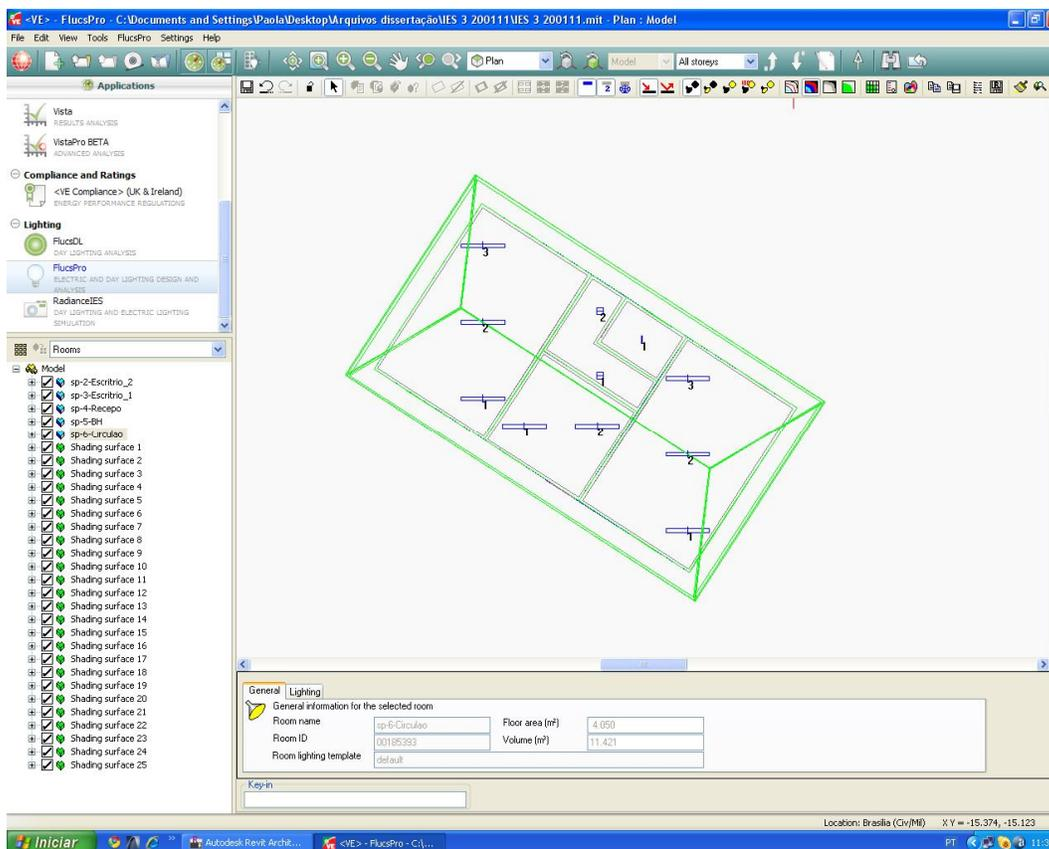 <VE> - FlucsPro - C:\Documents and Settings\Paola\Desktop\Arquivos dissertação\IES 3 200111\IES 3 200111.mit - Plan : Model
File Edit View Tools FlucsPro Settings Help
Plan Model All storeys
Applications
Vista
RESULTS ANALYSIS
VistaPro BETA
ADVANCED ANALYSIS
Compliance and Ratings
<VE Compliance> (UK & Ireland)
ENERGY PERFORMANCE REGULATIONS
Lighting
FlucsDL
DAY LIGHTING ANALYSIS
FlucsPro
ELECTRIC AND DAY LIGHTING DESIGN AND
ANALYSIS
RadianceIES
DAY LIGHTING AND ELECTRIC LIGHTING
SIMULATION
Rooms
Model
sp-2-Escritrio_2
sp-3-Escritrio_1
sp-4-Recepo
sp-5-BH
sp-6-Circulao
Shading surface 1
Shading surface 2
Shading surface 3
Shading surface 4
Shading surface 5
Shading surface 6
Shading surface 7
Shading surface 8
Shading surface 9
Shading surface 10
Shading surface 11
Shading surface 12
Shading surface 13
Shading surface 14
Shading surface 15
Shading surface 16
Shading surface 17
Shading surface 18
Shading surface 19
Shading surface 20
Shading surface 21
Shading surface 22
Shading surface 23
Shading surface 24
Shading surface 25
3
2
1
2
1
1
1
2
3
2
1
General Lighting
General information for the selected room
Room name sp-6-Circulao Floor area (m²) 4.050
Room ID 00185393 Volume (m³) 11.421
Room lighting template default
Key-in
Location: Brasilia (Civ/Mil) X Y = -15.374, -15.123
Iniciar Autodesk Revit Archit... <VE> - FlucsPro - C:\... PT 11:3